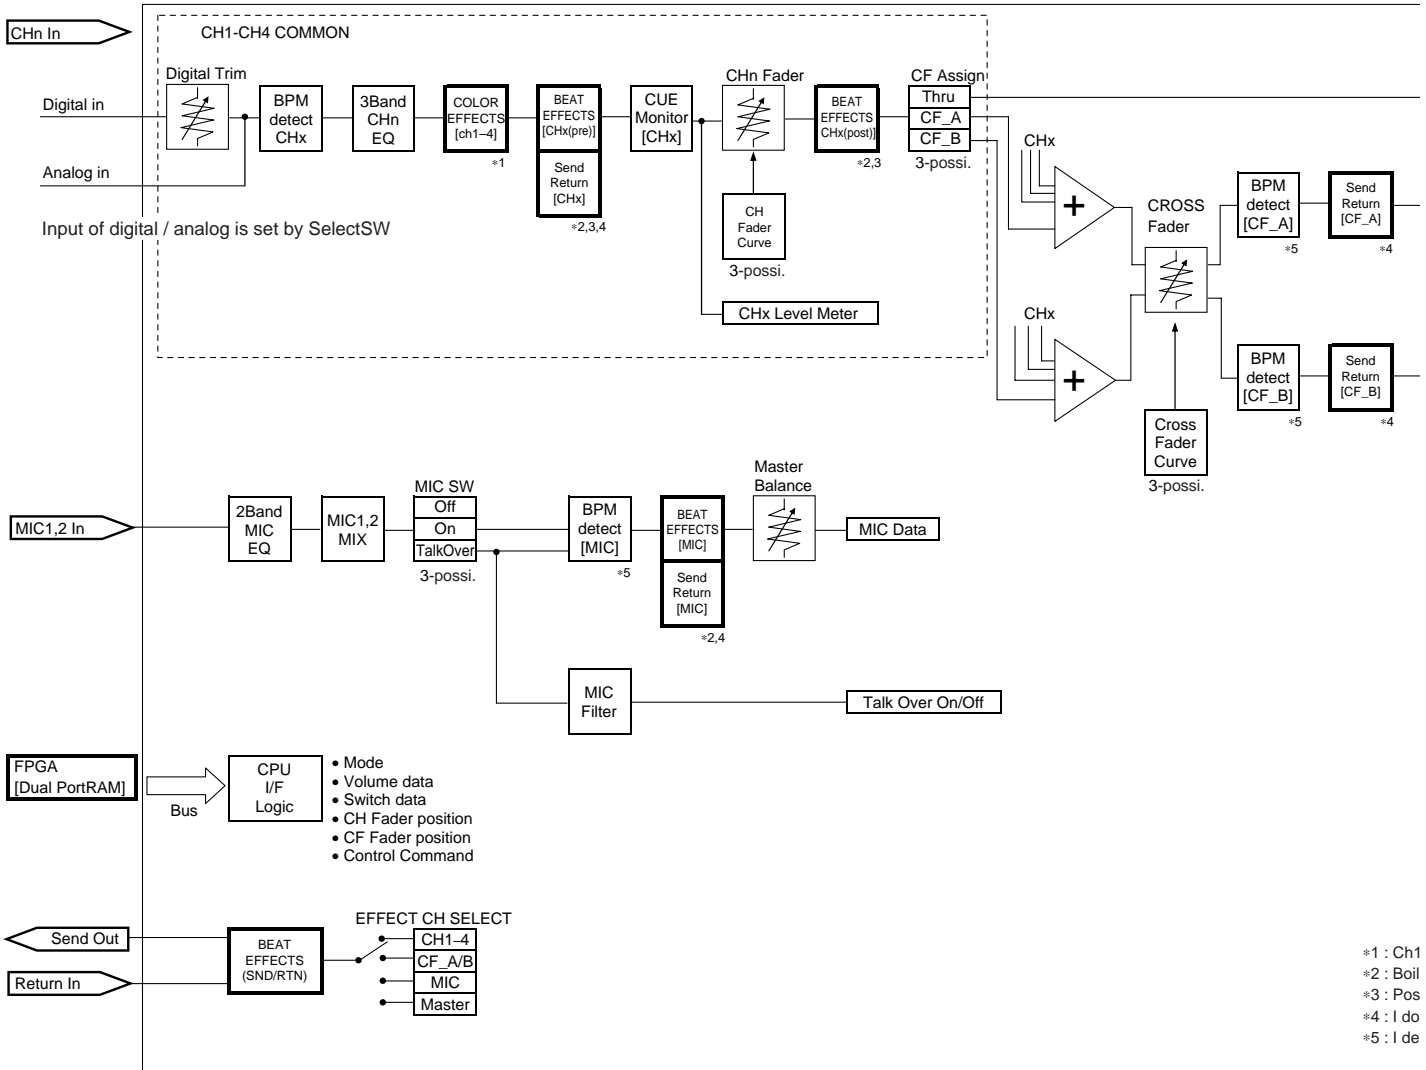 CHn In
CH1-CH4 COMMON
Digital Trim
Digital in
Analog in
Input of digital / analog is set by SelectSW
BPM
detect
CHx
3Band
CHn
EQ
COLOR
EFFECTS
[ch1–4]
*1
BEAT
EFFECTS
[CHx(pre)]
Send
Return
[CHx]
*2,3,4
CUE
Monitor
[CHx]
CHn Fader
CH
Fader
Curve
3-possi.
CHx Level Meter
BEAT
EFFECTS
CHx(post)]
*2,3
CF Assign
Thru
CF_A
CF_B
3-possi.
CHx
+
CHx
+
CROSS
Fader
Cross
Fader
Curve
3-possi.
BPM
detect
[CF_A]
*5
Send
Return
[CF_A]
*4
BPM
detect
[CF_B]
*5
Send
Return
[CF_B]
*4
MIC1,2 In
2Band
MIC
EQ
MIC1,2
MIX
MIC SW
Off
On
TalkOver
3-possi.
BPM
detect
[MIC]
*5
BEAT
EFFECTS
[MIC]
Send
Return
[MIC]
*2,4
Master
Balance
MIC Data
MIC
Filter
Talk Over On/Off
FPGA
[Dual PortRAM]
Bus
CPU
I/F
Logic
• Mode
• Volume data
• Switch data
• CH Fader position
• CF Fader position
• Control Command
Send Out
Return In
BEAT
EFFECTS
(SND/RTN)
EFFECT CH SELECT
CH1–4
CF_A/B
MIC
Master
*1 : Ch1
*2 : Boil
*3 : Pos
*4 : I do
*5 : I de